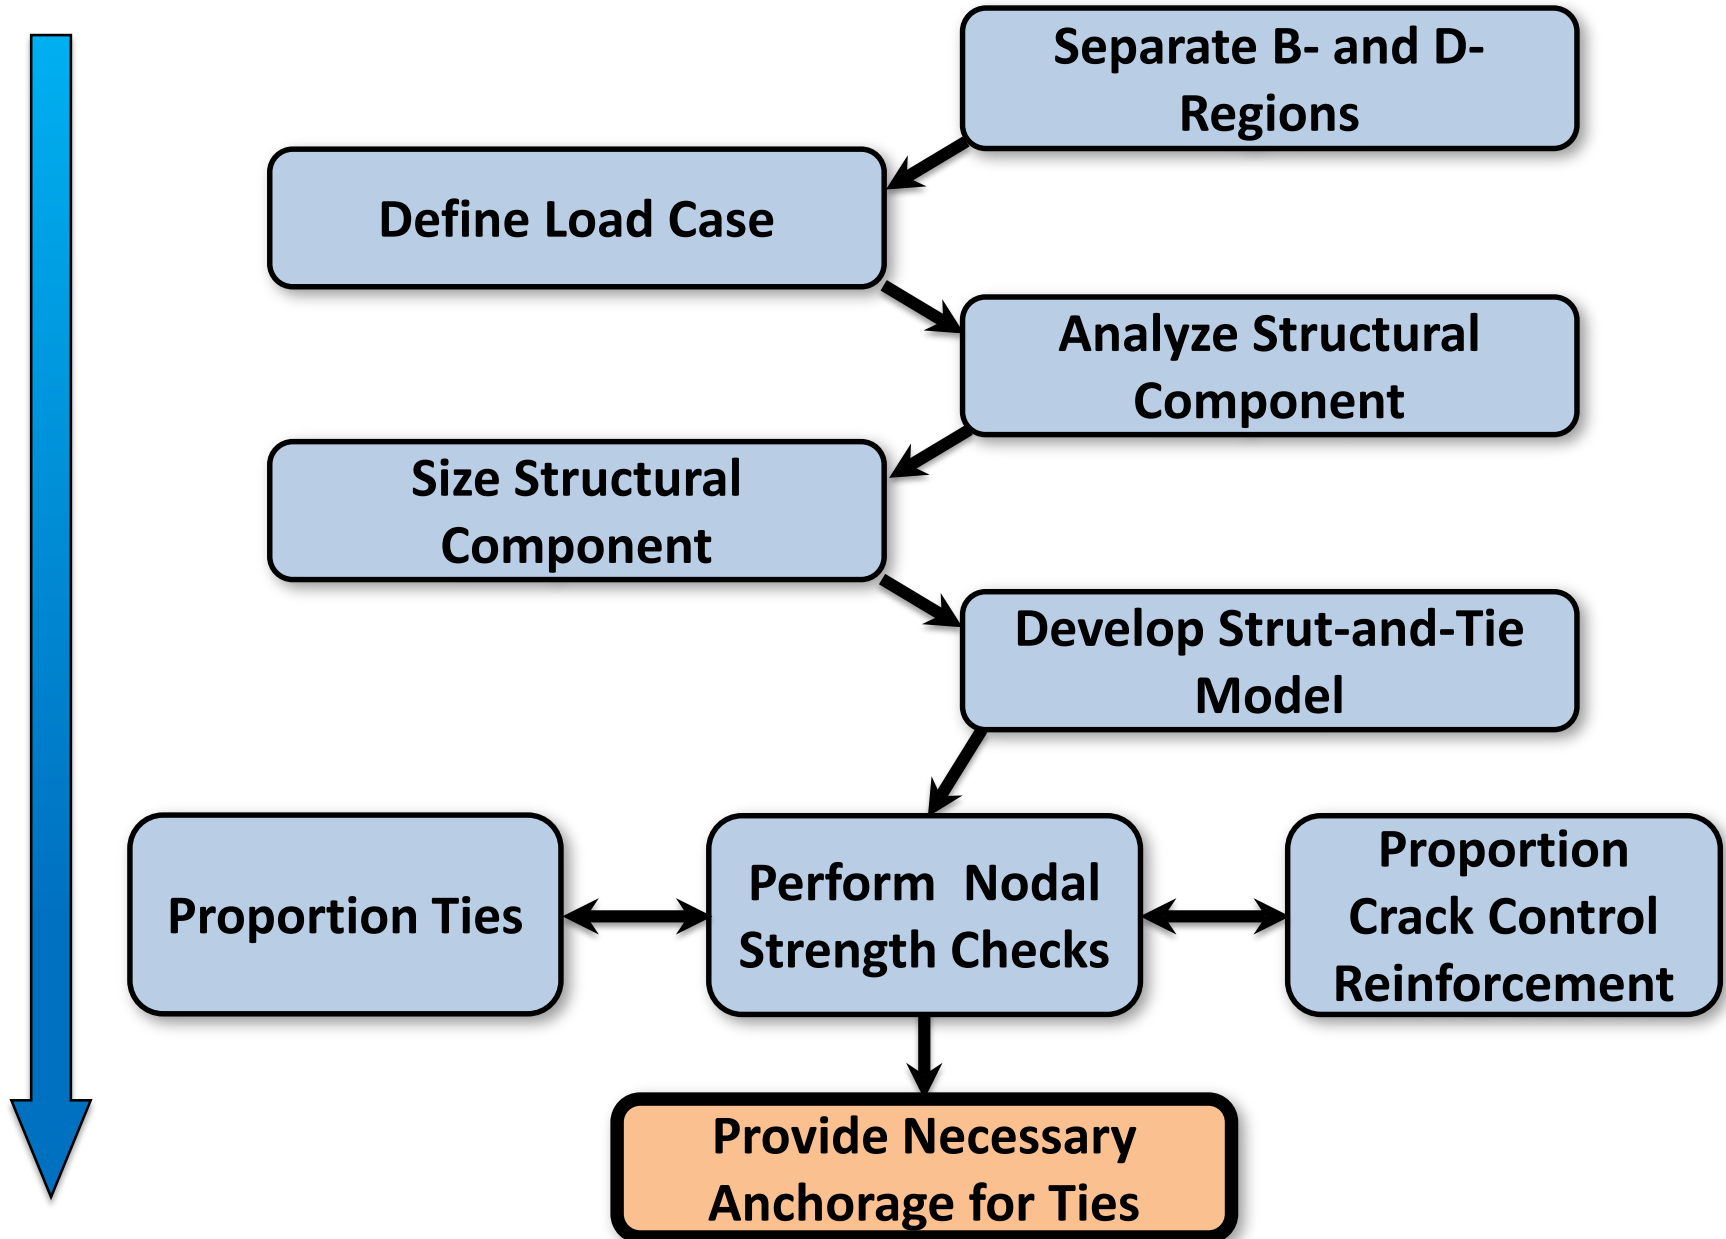 Separate B- and D-
Regions
Define Load Case
Analyze Structural
Component
Size Structural
Component
Develop Strut-and-Tie
Model
Proportion Ties
Perform  Nodal
Strength Checks
Proportion
Crack Control
Reinforcement
Provide Necessary
Anchorage for Ties